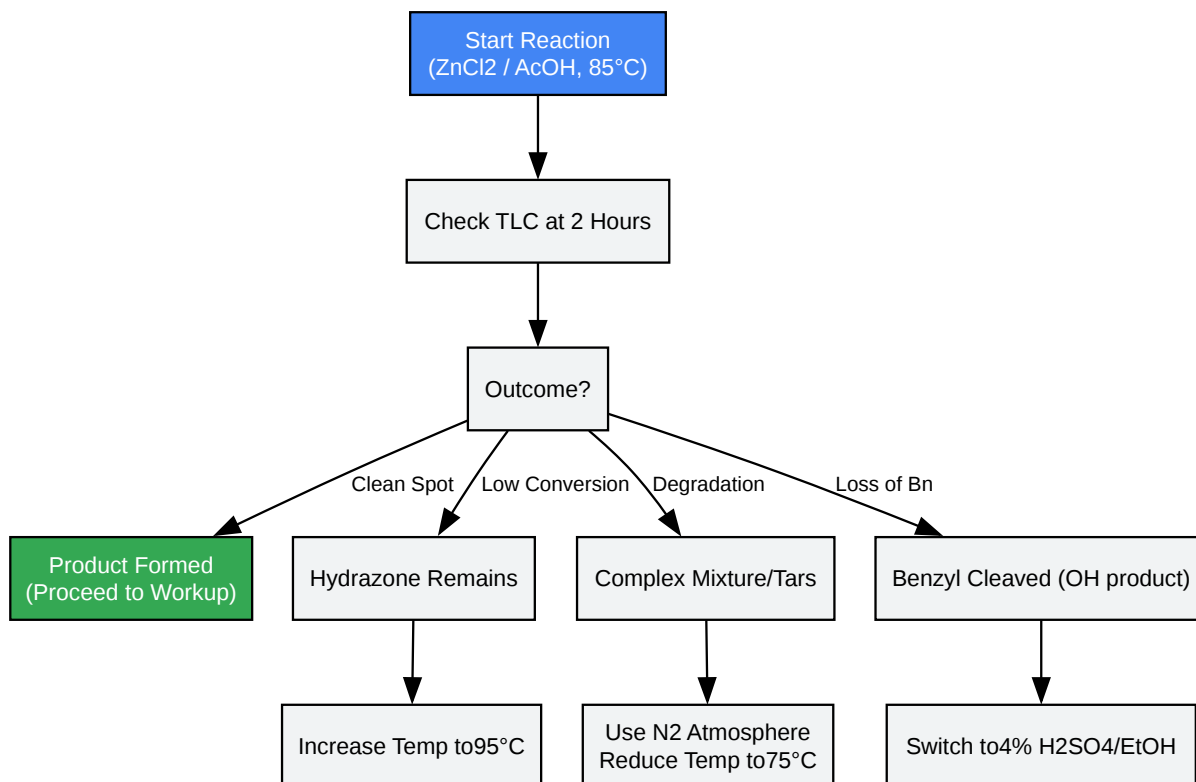 Start Reaction
(ZnCl2 / AcOH, 85°C)
Check TLC at 2 Hours
Outcome?
Clean Spot
Low Conversion
Degradation
Loss of Bn
Product Formed
(Proceed to Workup)
Hydrazone Remains
Complex Mixture/Tars
Benzyl Cleaved (OH product)
Increase Temp to95°C
Use N2 Atmosphere
Reduce Temp to75°C
Switch to4% H2SO4/EtOH